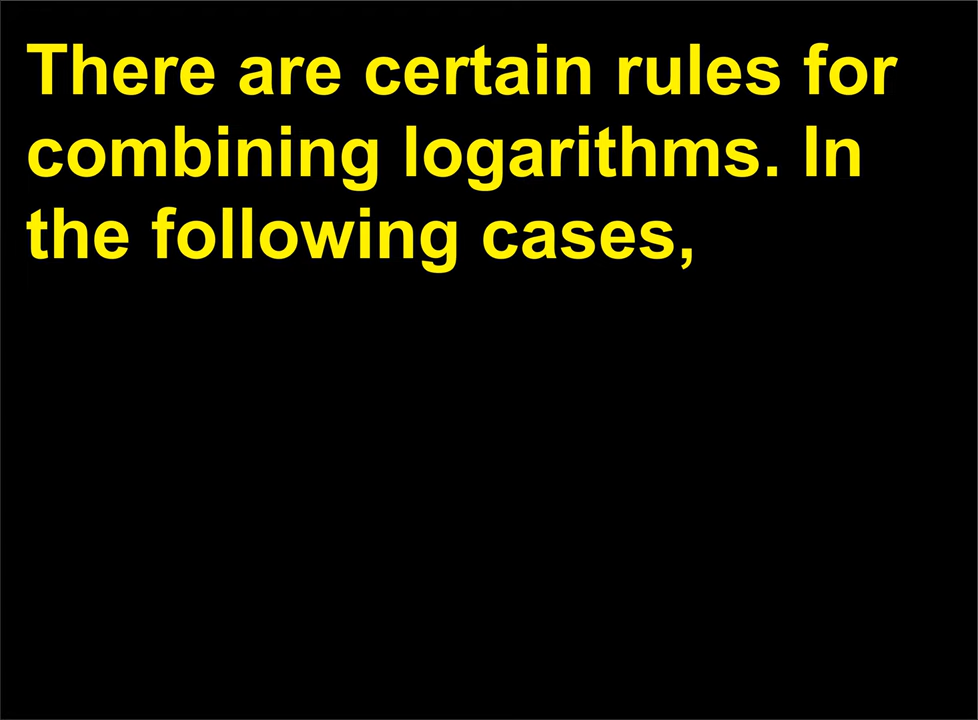 There are certain rules for
combining logarithms. In
the following cases,